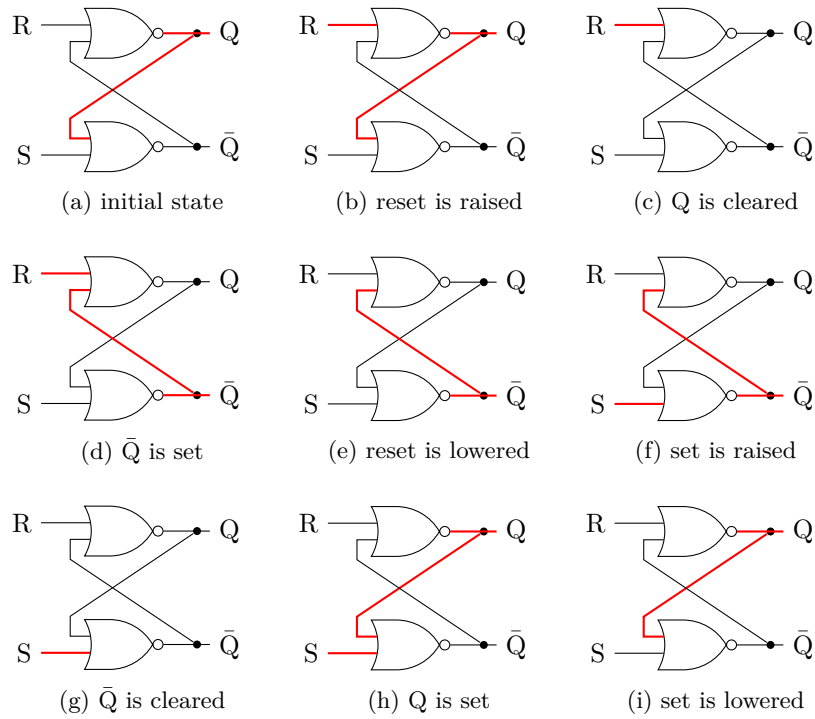 R
Q
S
Q̄
(a) initial state
R
Q
S
Q̄
(b) reset is raised
R
Q
S
Q̄
(c) Q is cleared
R
Q
S
Q̄
(d) Q̄ is set
R
Q
S
Q̄
(e) reset is lowered
R
Q
S
Q̄
(f) set is raised
R
Q
S
Q̄
(g) Q̄ is cleared
R
Q
S
Q̄
(h) Q is set
R
Q
S
Q̄
(i) set is lowered